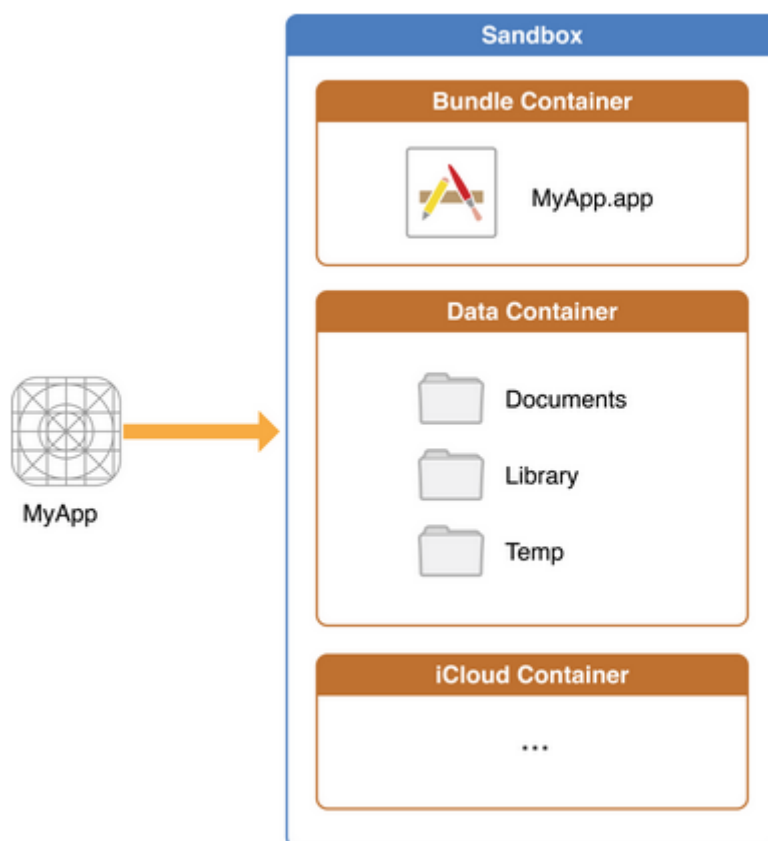 Sandbox
Bundle Container
MyApp.app
Data Container
Documents
Library
Temp
MyApp
iCloud Container
...